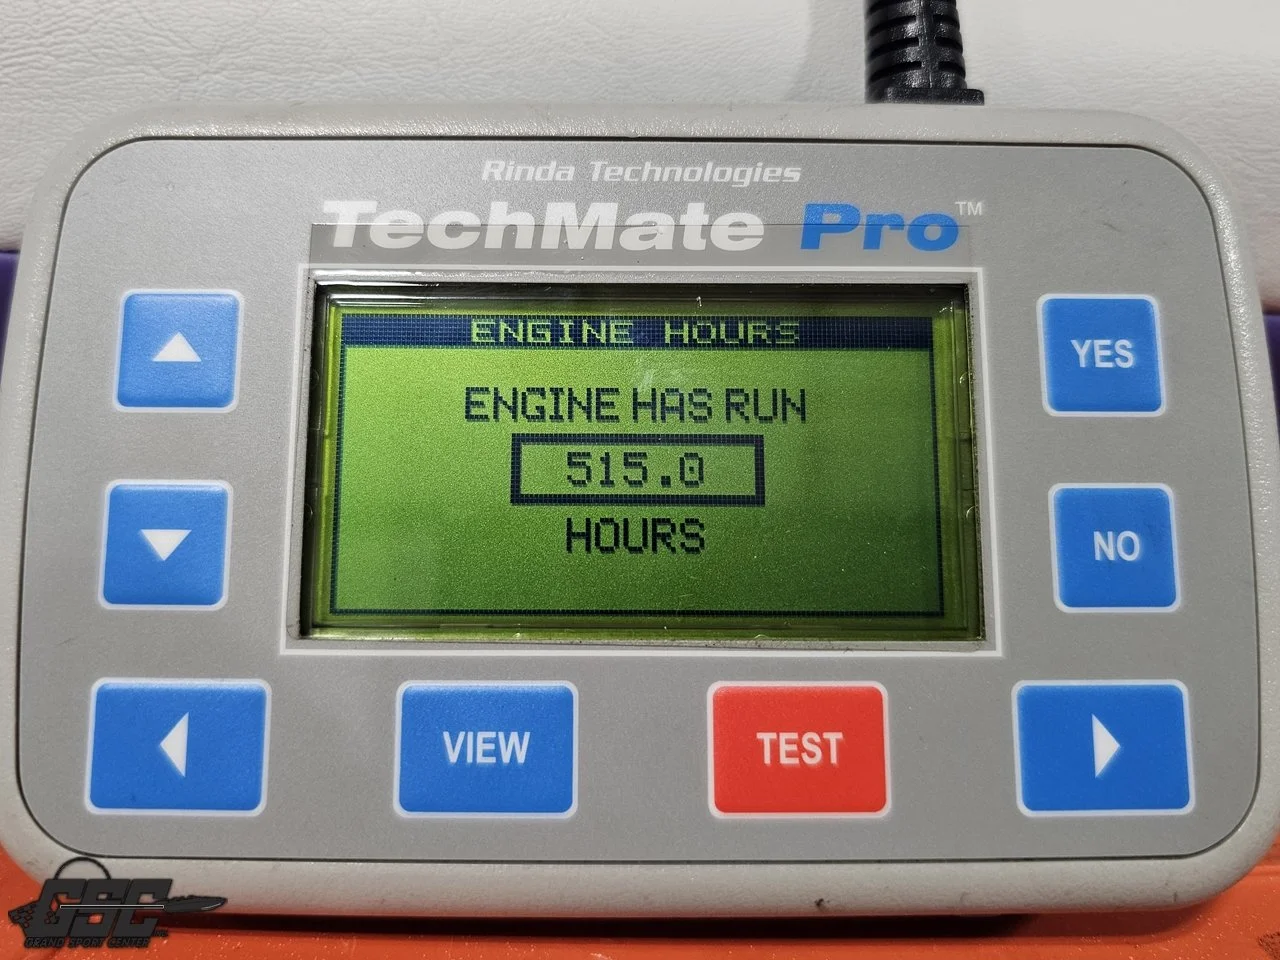 Rinda Technologies
TechMate Pro™
ENGINE HOURS
ENGINE HAS RUN
515.0
HOURS
YES
NO
VIEW
TEST
GSC INC.
GRAND SPORT CENTER